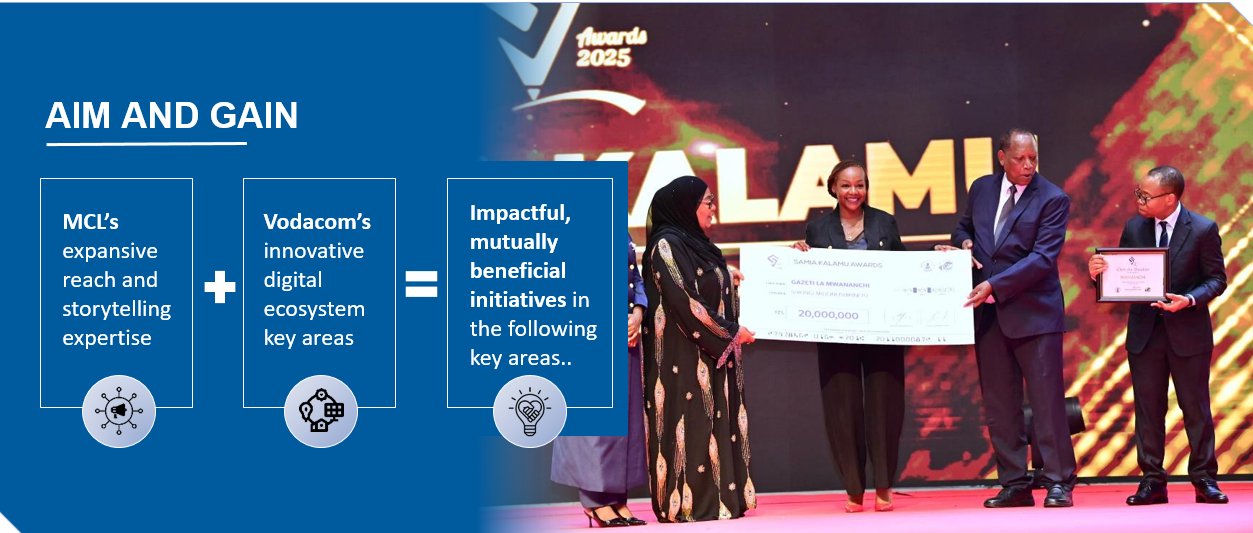 AIM AND GAIN
MCL’s
expansive
reach and
storytelling
expertise
+
Vodacom’s
innovative
digital
ecosystem
key areas
=
Impactful,
mutually
beneficial
initiatives in
the following
key areas..
Awards
2025
KALAMU
SAMIA KALAMU AWARDS
GAZETI LA MWANANCHI
20,000,000